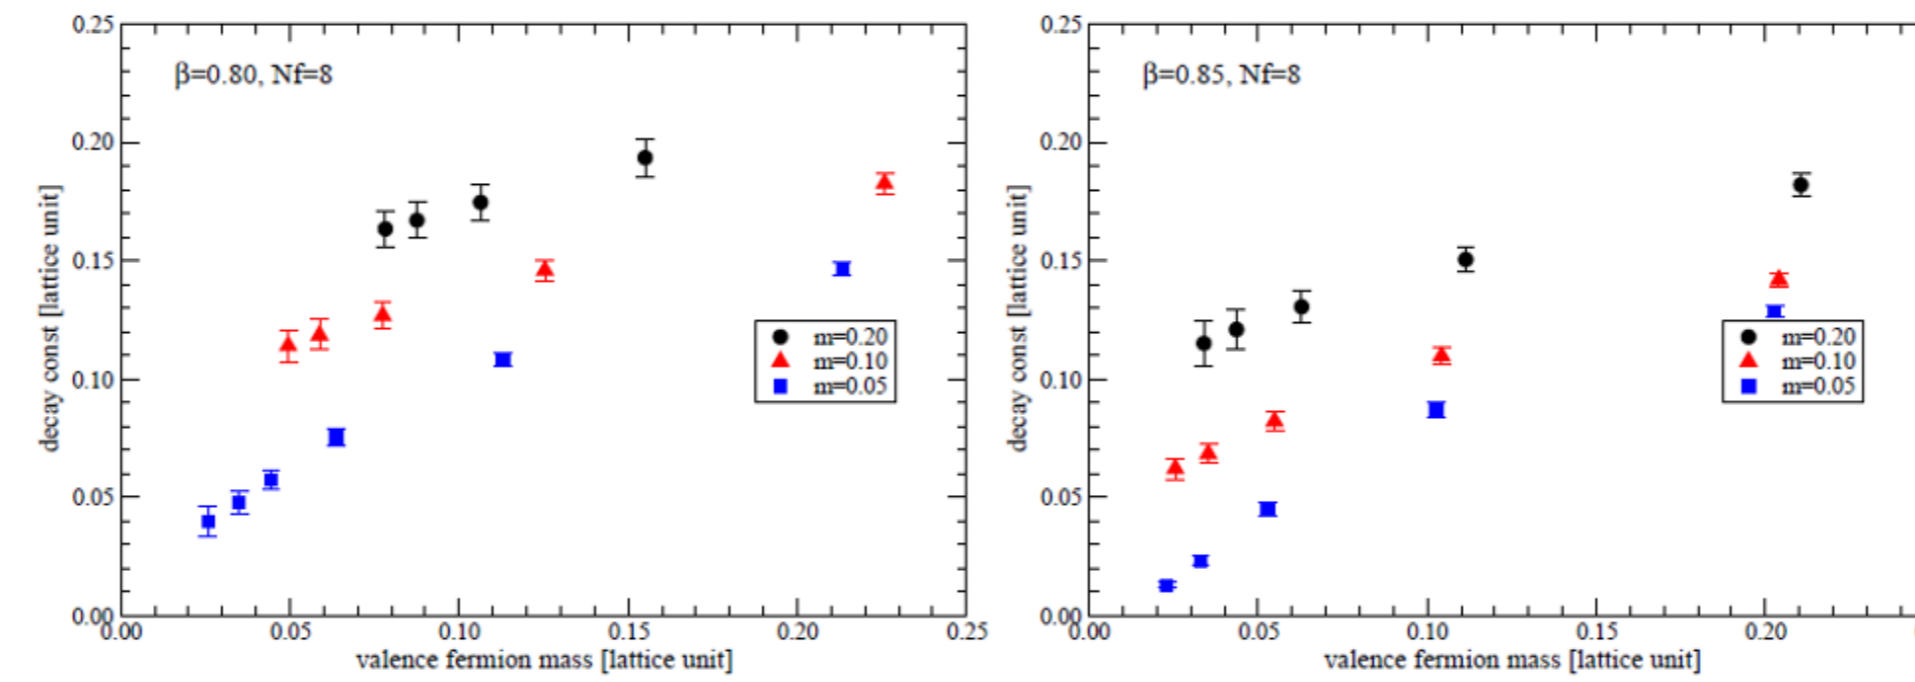 0.25
β=0.80, Nf=8
0.20
0.15
0.10
0.05
0.00
decay const [lattice unit]
m=0.20
m=0.10
m=0.05
0.00 0.05 0.10 0.15 0.20 0.25
valence fermion mass [lattice unit]
0.25
β=0.85, Nf=8
0.20
0.15
0.10
0.05
0.00
decay const [lattice unit]
m=0.20
m=0.10
m=0.05
0.00 0.05 0.10 0.15 0.20
valence fermion mass [lattice unit]